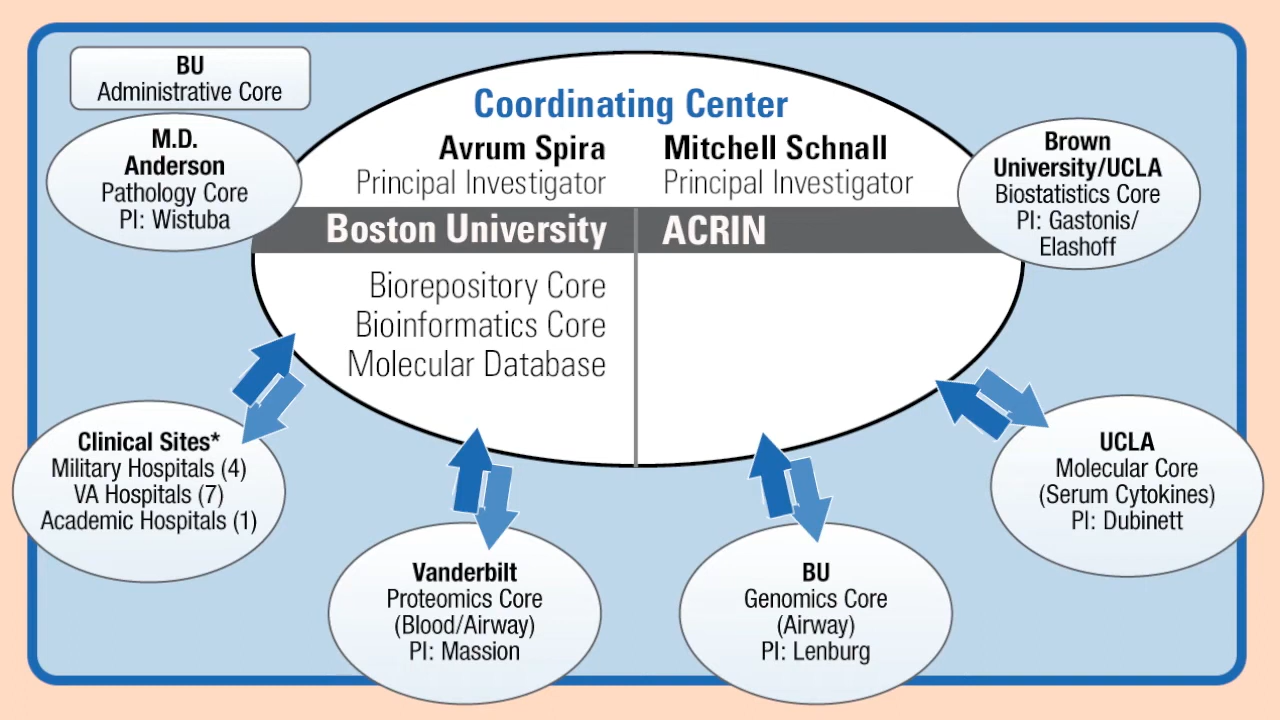 BU
Administrative Core
M.D.
Anderson
Pathology Core
PI: Wistuba
Coordinating Center
Avrum Spira
Principal Investigator
Boston University
Biorepository Core
Bioinformatics Core
Molecular Database
Mitchell Schnall
Principal Investigator
ACRIN
Brown
University/UCLA
Biostatistics Core
PI: Gastonis/
Elashoff
Clinical Sites*
Military Hospitals (4)
VA Hospitals (7)
Academic Hospitals (1)
Vanderbilt
Proteomics Core
(Blood/Airway)
PI: Massion
BU
Genomics Core
(Airway)
PI: Lenburg
UCLA
Molecular Core
(Serum Cytokines)
PI: Dubinett